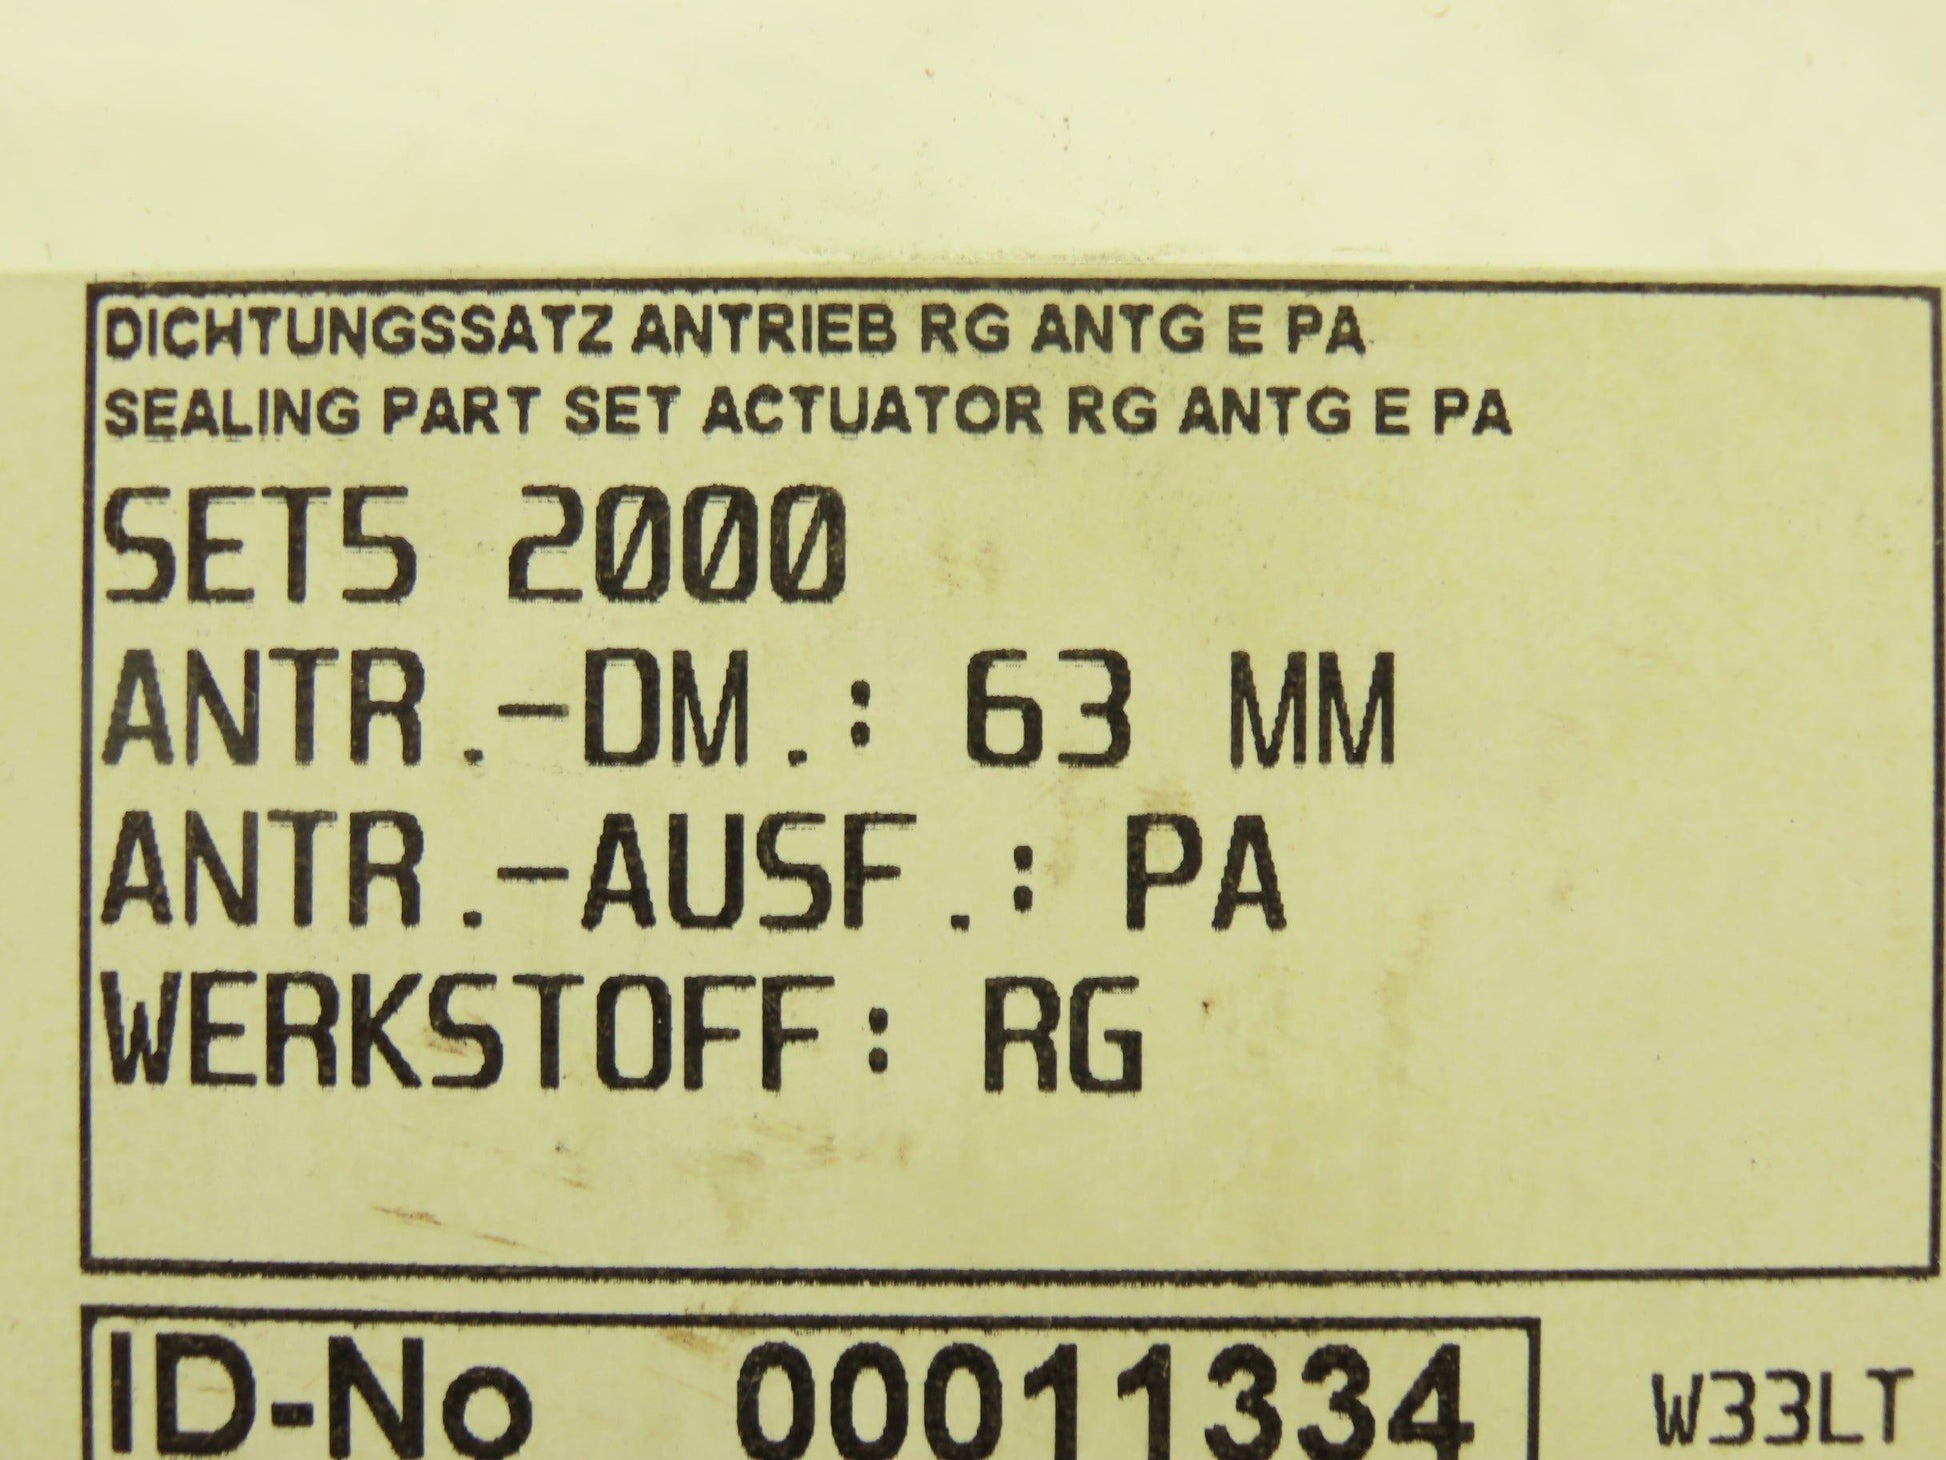 DICHTUNGSSATZ ANTRIEB RG ANTG E PA
SEALING PART SET ACTUATOR RG ANTG E PA
SET5 2000
ANTR.-DM.: 63 MM
ANTR.-AUSF.: PA
WERKSTOFF: RG
ID-No 00011334
W33LT